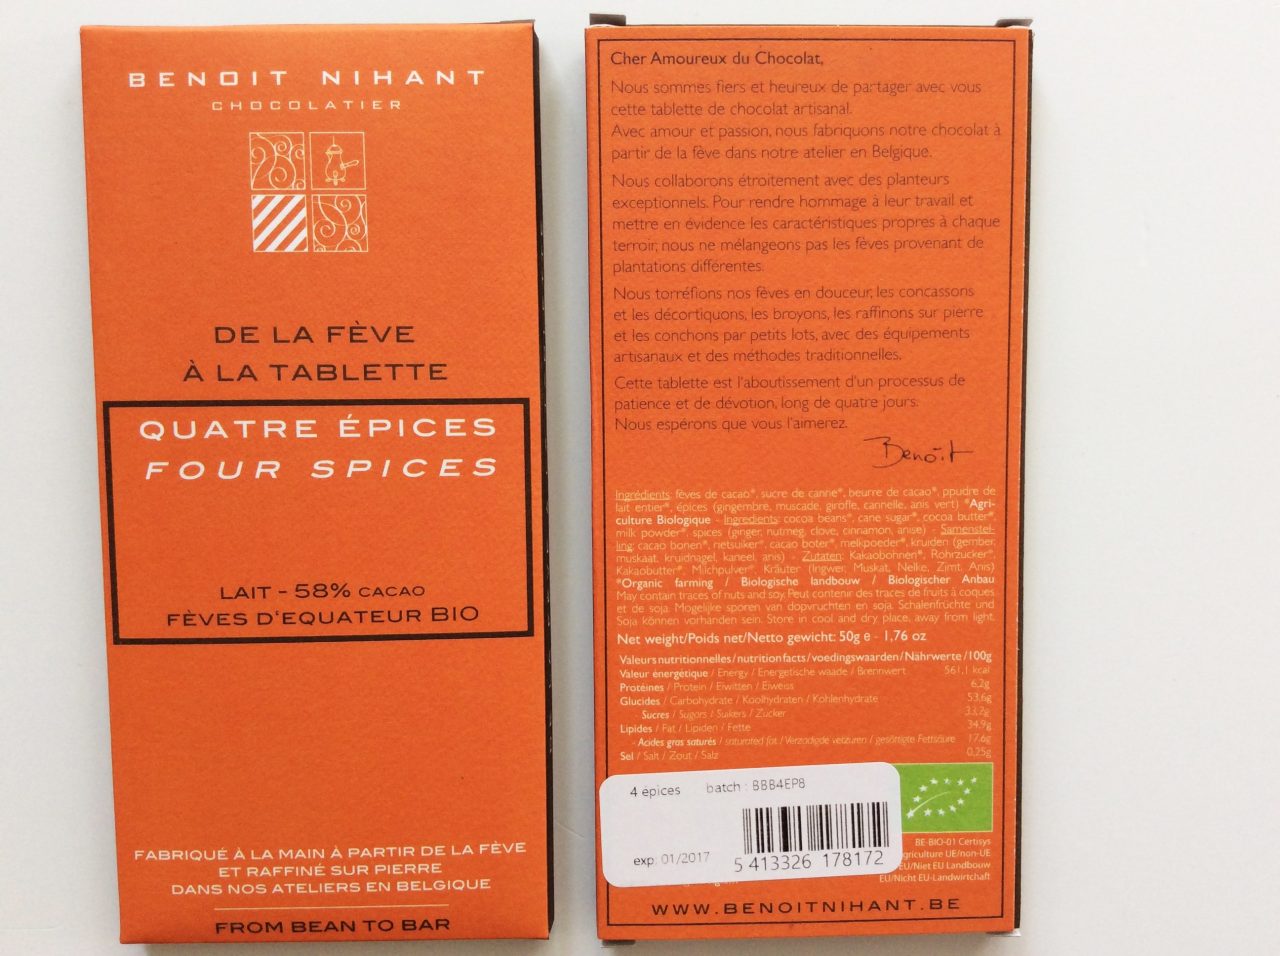 BENOIT NIHANT
CHOCOLATIER
DE LA FÈVE
À LA TABLETTE
QUATRE ÉPICES
FOUR SPICES
LAIT - 58% CACAO
FÈVES D'EQUATEUR BIO
FABRIQUÉ À LA MAIN À PARTIR DE LA FÈVE
ET RAFFINÉ SUR PIERRE
DANS NOS ATELIERS EN BELGIQUE
FROM BEAN TO BAR
Cher Amoureux du Chocolat,
Nous sommes fiers et heureux de partager avec vous
cette tablette de chocolat artisanal.
Avec amour et passion, nous fabriquons notre chocolat à
partir de la fève dans notre atelier en Belgique.
Nous collaborons étroitement avec des planteurs
exceptionnels. Pour rendre hommage à leur travail et
mettre en évidence les caractéristiques propres à chaque
terroir, nous ne mélangeons pas les fèves provenant de
plantations différentes.
Nous torréfions nos fèves en douceur, les concassons
et les décortiquons, les broyons, les raffinons sur pierre
et les conchons par petits lots, avec des équipements
artisanaux et des méthodes traditionnelles.
Cette tablette est l'aboutissement d'un processus de
patience et de dévotion, long de quatre jours.
Nous espérons que vous l'aimerez.
Benoît
Ingrédients: fèves de cacao*, sucre de canne*, beurre de cacao*, ppudre de
lait entier*, épices (gingembre, muscade, girofle, cannelle, anis vert) *Agri-
culture Biologique - Ingredients: cocoa beans*, cane sugar*, cocoa butter*,
milk powder*, spices (ginger, nutmeg, clove, cinnamon, anise) - Samenstel-
ling: cacao bonen*, rietsuiker*, cacao boter*, melkpoeder*, kruiden (gember,
muskaat, kruidnagel, kaneel, anis) - Zutaten: Kakaobohnen*, Rohrzucker*,
Kakaobutter*, Milchpulver*, Kräuter (Ingwer, Muskat, Nelke, Zimt, Anis)
*Organic farming / Biologische landbouw / Biologischer Anbau
May contain traces of nuts and soy. Peut contenir des traces de fruits à coques
et de soja. Mogelijke sporen van dopvruchten en soja. Schalenfrüchte und
Soja können vorhanden sein. Store in cool and dry place, away from light.
Net weight/Poids net/Netto gewicht: 50g e - 1,76 oz
Valeurs nutritionnelles / nutrition facts / voedingswaarden / Nährwerte /100g
Valeur énergétique / Energy / Energetische waade / Brennwert 561,1 kcal
Protéines / Protein / Eiwitten / Eiweiss 6,2g
Glucides / Carbohydrate / Koolhydraten / Kohlenhydrate 53,6g
- Sucres / Sugars / Suikers / Zucker 33,7g
Lipides / Fat / Lipiden / Fette 34,9g
- Acides gras saturés / saturated fat / Verzadigde vetzuren / gesättigte Fettsäure 17,6g
Sel / Salt / Zout / Salz 0,25g
4 epices batch : BBB4EP8
exp: 01/2017
5 413326 178172
BE-BIO-01 Certisys
griculture UE/non-UE
EU/Niet EU Landbouw
EU/Nicht EU-Landwirtchaft
WWW.BENOITNIHANT.BE